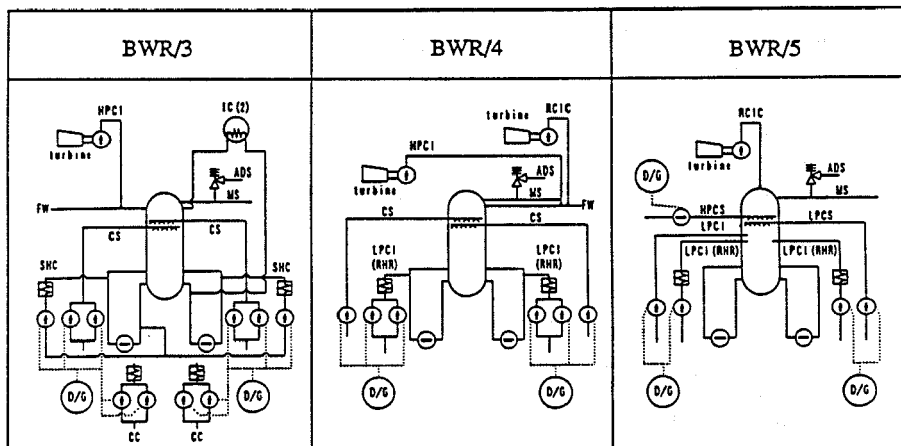 BWR/3
BWR/4
BWR/5
HPCI
turbine
IC (2)
ADS
MS
FW
CS
CS
SHC
SHC
D/G
D/G
CC
CC
turbine
RCIC
HPCI
turbine
ADS
MS
FW
CS
CS
LPCI
(RHR)
LPCI
(RHR)
D/G
D/G
RCIC
turbine
D/G
ADS
MS
HPCS
LPCS
LPCI
LPCI (RHR)
LPCI (RHR)
D/G
D/G